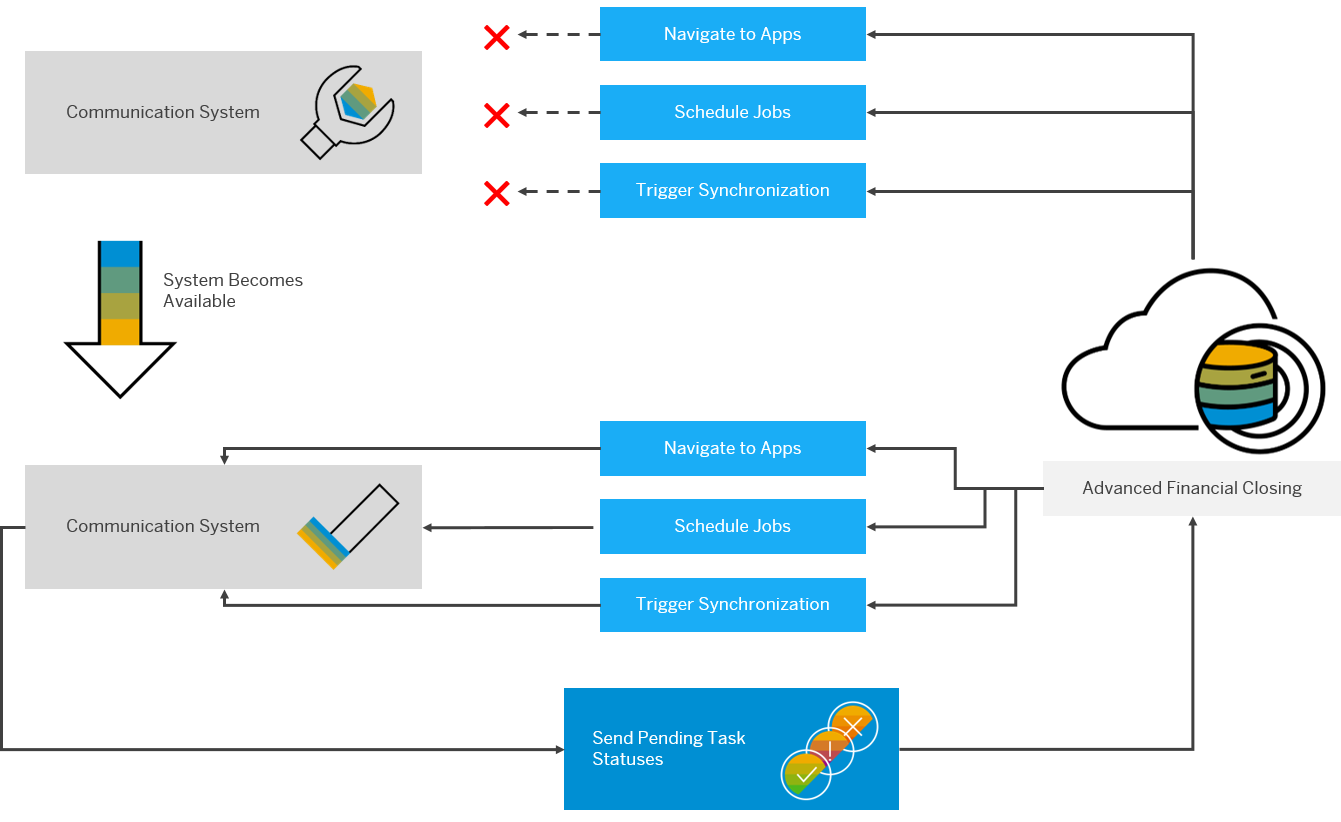 Navigate to Apps
Communication System
Schedule Jobs
Trigger Synchronization
System Becomes
Available
Navigate to Apps
Advanced Financial Closing
Communication System
Schedule Jobs
Trigger Synchronization
Send Pending Task
Statuses